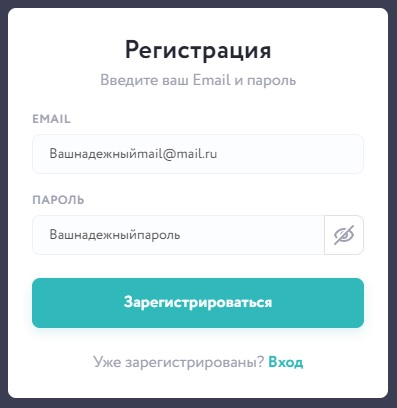 Регистрация
Введите ваш Email и пароль
EMAIL
Вашнадежныйmail@mail.ru
ПАРОЛЬ
Вашнадежныйпароль
Зарегистрироваться
Уже зарегистрированы? Вход